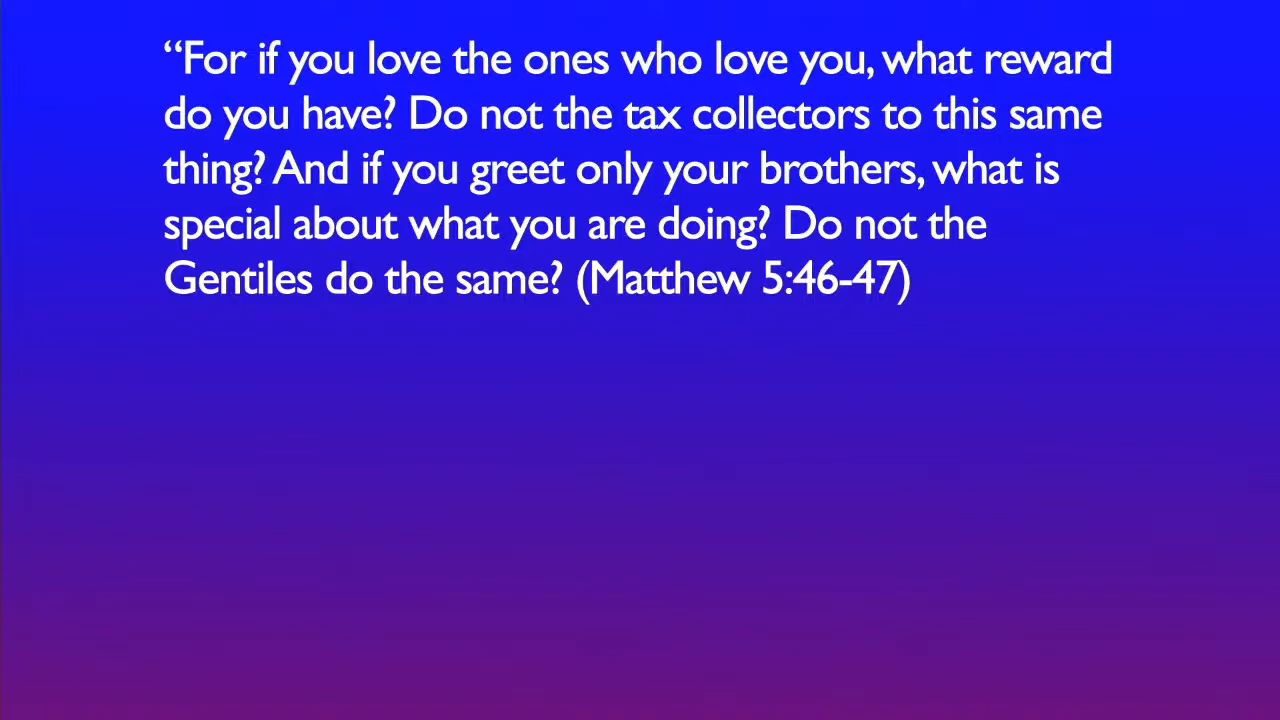 “For if you love the ones who love you, what reward
do you have? Do not the tax collectors to this same
thing? And if you greet only your brothers, what is
special about what you are doing? Do not the
Gentiles do the same? (Matthew 5:46-47)